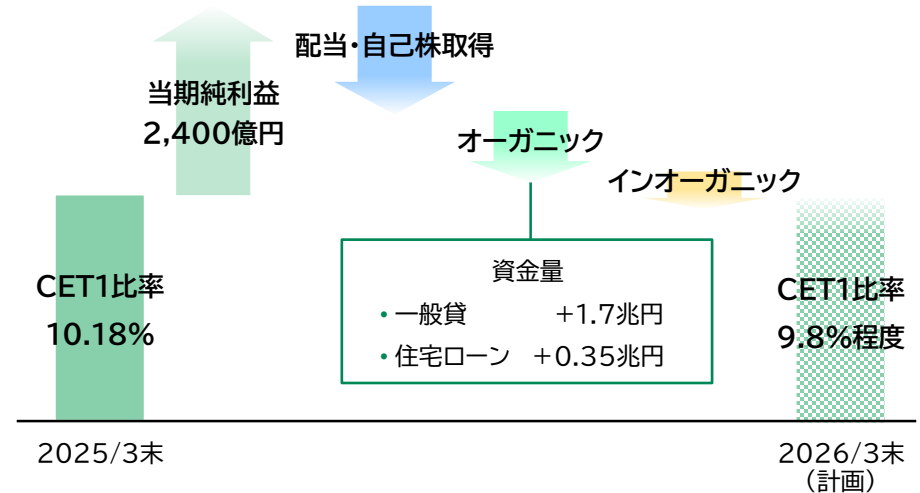 配当・自己株取得
当期純利益
2,400億円
オーガニック
インオーガニック
CET1比率
10.18%
資金量
・一般貸 +1.7兆円
・住宅ローン +0.35兆円
CET1比率
9.8%程度
2025/3末
2026/3末
(計画)